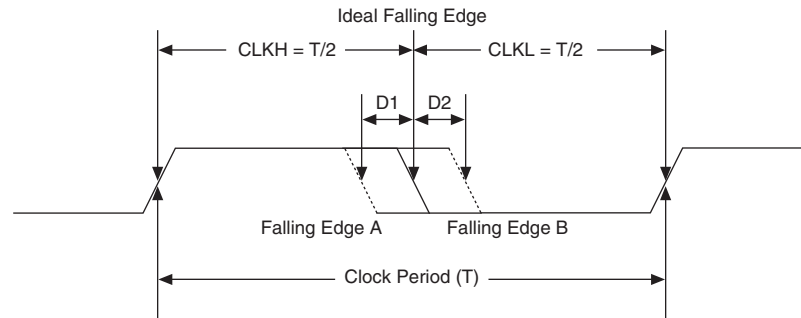 Ideal Falling Edge
CLKH = T/2
CLKL = T/2
D1
D2
Falling Edge A
Falling Edge B
Clock Period (T)